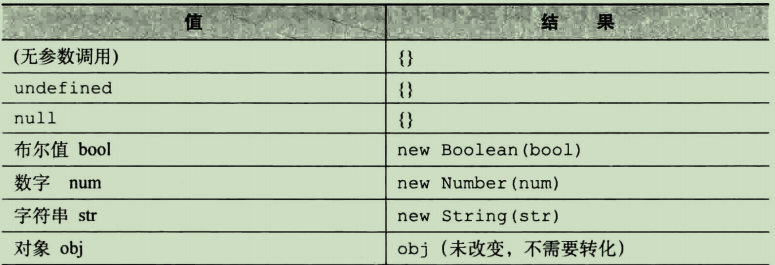 值 结 果
(无参数调用) {}
undefined {}
null {}
布尔值 bool new Boolean(bool)
数字 num new Number(num)
字符串 str new String(str)
对象 obj obj (未改变，不需要转化)